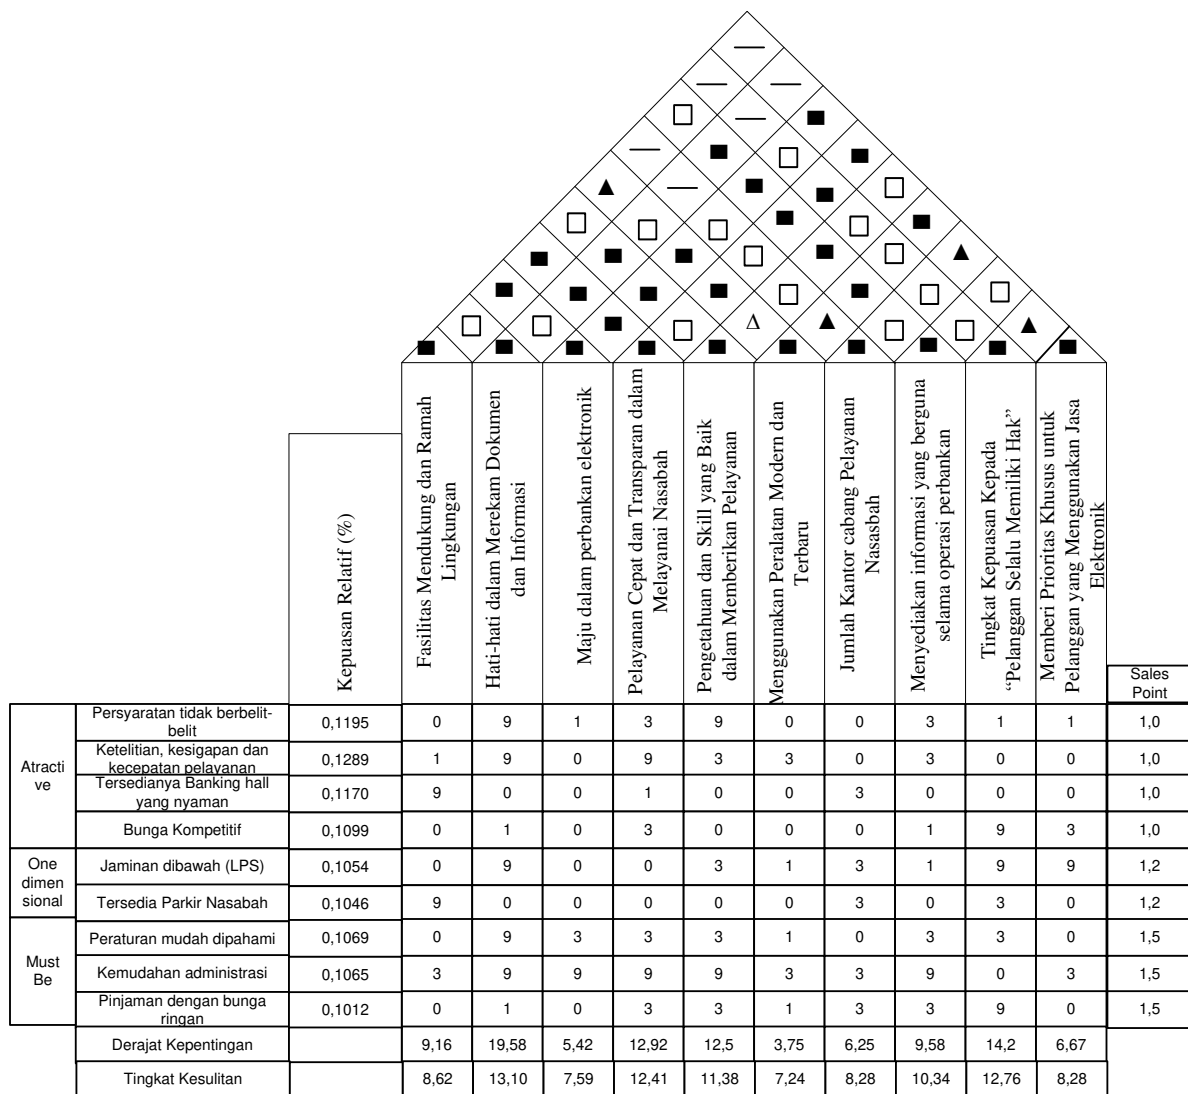 Kepuasan Relatif (%)
Fasilitas Mendukung dan Ramah
Lingkungan
Hati-hati dalam Merekam Dokumen
dan Informasi
Maju dalam perbankan elektronik
Pelayanan Cepat dan Transparan dalam
Melayanai Nasabah
Pengetahuan dan Skill yang Baik
dalam Memberikan Pelayanan
Menggunakan Peralatan Modern dan
Terbaru
Jumlah Kantor cabang Pelayanan
Nasasbah
Menyediakan informasi yang berguna
selama operasi perbankan
Tingkat Kepuasan Kepada
“Pelanggan Selalu Memiliki Hak”
Memberi Prioritas Khusus untuk
Pelanggan yang Menggunakan Jasa
Elektronik
Sales
Point
Atracti
ve
Persyaratan tidak berbelit-
belit
0,1195 0 9 1 3 9 0 0 3 1 1 1,0
Ketelitian, kesigapan dan
kecepatan pelayanan
0,1289 1 9 0 9 3 3 0 3 0 0 1,0
Tersedianya Banking hall
yang nyaman
0,1170 9 0 0 1 0 0 3 0 0 0 1,0
Bunga Kompetitif 0,1099 0 1 0 3 0 0 0 1 9 3 1,0
One
dimen
sional
Jaminan dibawah (LPS) 0,1054 0 9 0 0 3 1 3 1 9 9 1,2
Tersedia Parkir Nasabah 0,1046 9 0 0 0 0 0 3 0 3 0 1,2
Must
Be
Peraturan mudah dipahami 0,1069 0 9 3 3 3 1 0 3 3 0 1,5
Kemudahan administrasi 0,1065 3 9 9 9 9 3 3 9 0 3 1,5
Pinjaman dengan bunga
ringan
0,1012 0 1 0 3 3 1 3 3 9 0 1,5
Derajat Kepentingan 9,16 19,58 5,42 12,92 12,5 3,75 6,25 9,58 14,2 6,67
Tingkat Kesulitan 8,62 13,10 7,59 12,41 11,38 7,24 8,28 10,34 12,76 8,28